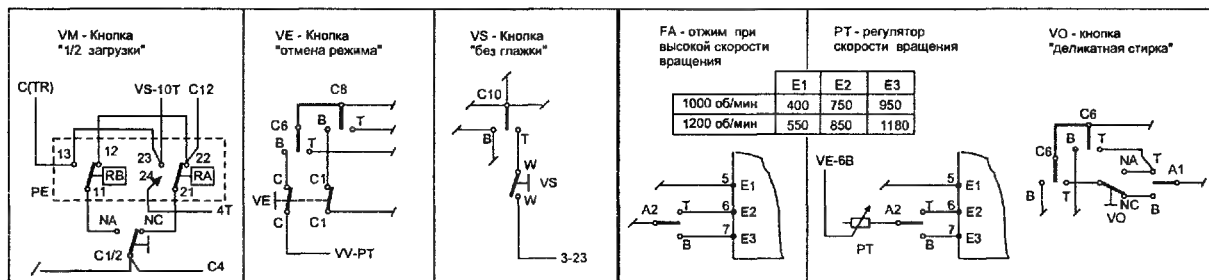 VM - Кнопка
"1/2 загрузки"
C(TR)
VS-10T
C12
13
12
23
22
24
RB
RA
PE
11
21
4T
NA
NC
C1/2
C4
VE - Кнопка
"отмена режима"
C8
C6
B
T
B
T
C
C1
VE
C
C1
VV-PT
VS - Кнопка
"без глажки"
C10
B
T
W
VS
W
3-23
FA - отжим при
высокой скорости
вращения
PT - регулятор
скорости вращения
E1 E2 E3
1000 об/мин 400 750 950
1200 об/мин 550 850 1180
5 E1
A2 T 6 E2
B 7 E3
VE-6B
5 E1
A2 T 6 E2
PT B 7 E3
VO - кнопка
"деликатная стирка"
C6
C6
B
NA
T
A1
B
T
NC
VO
B